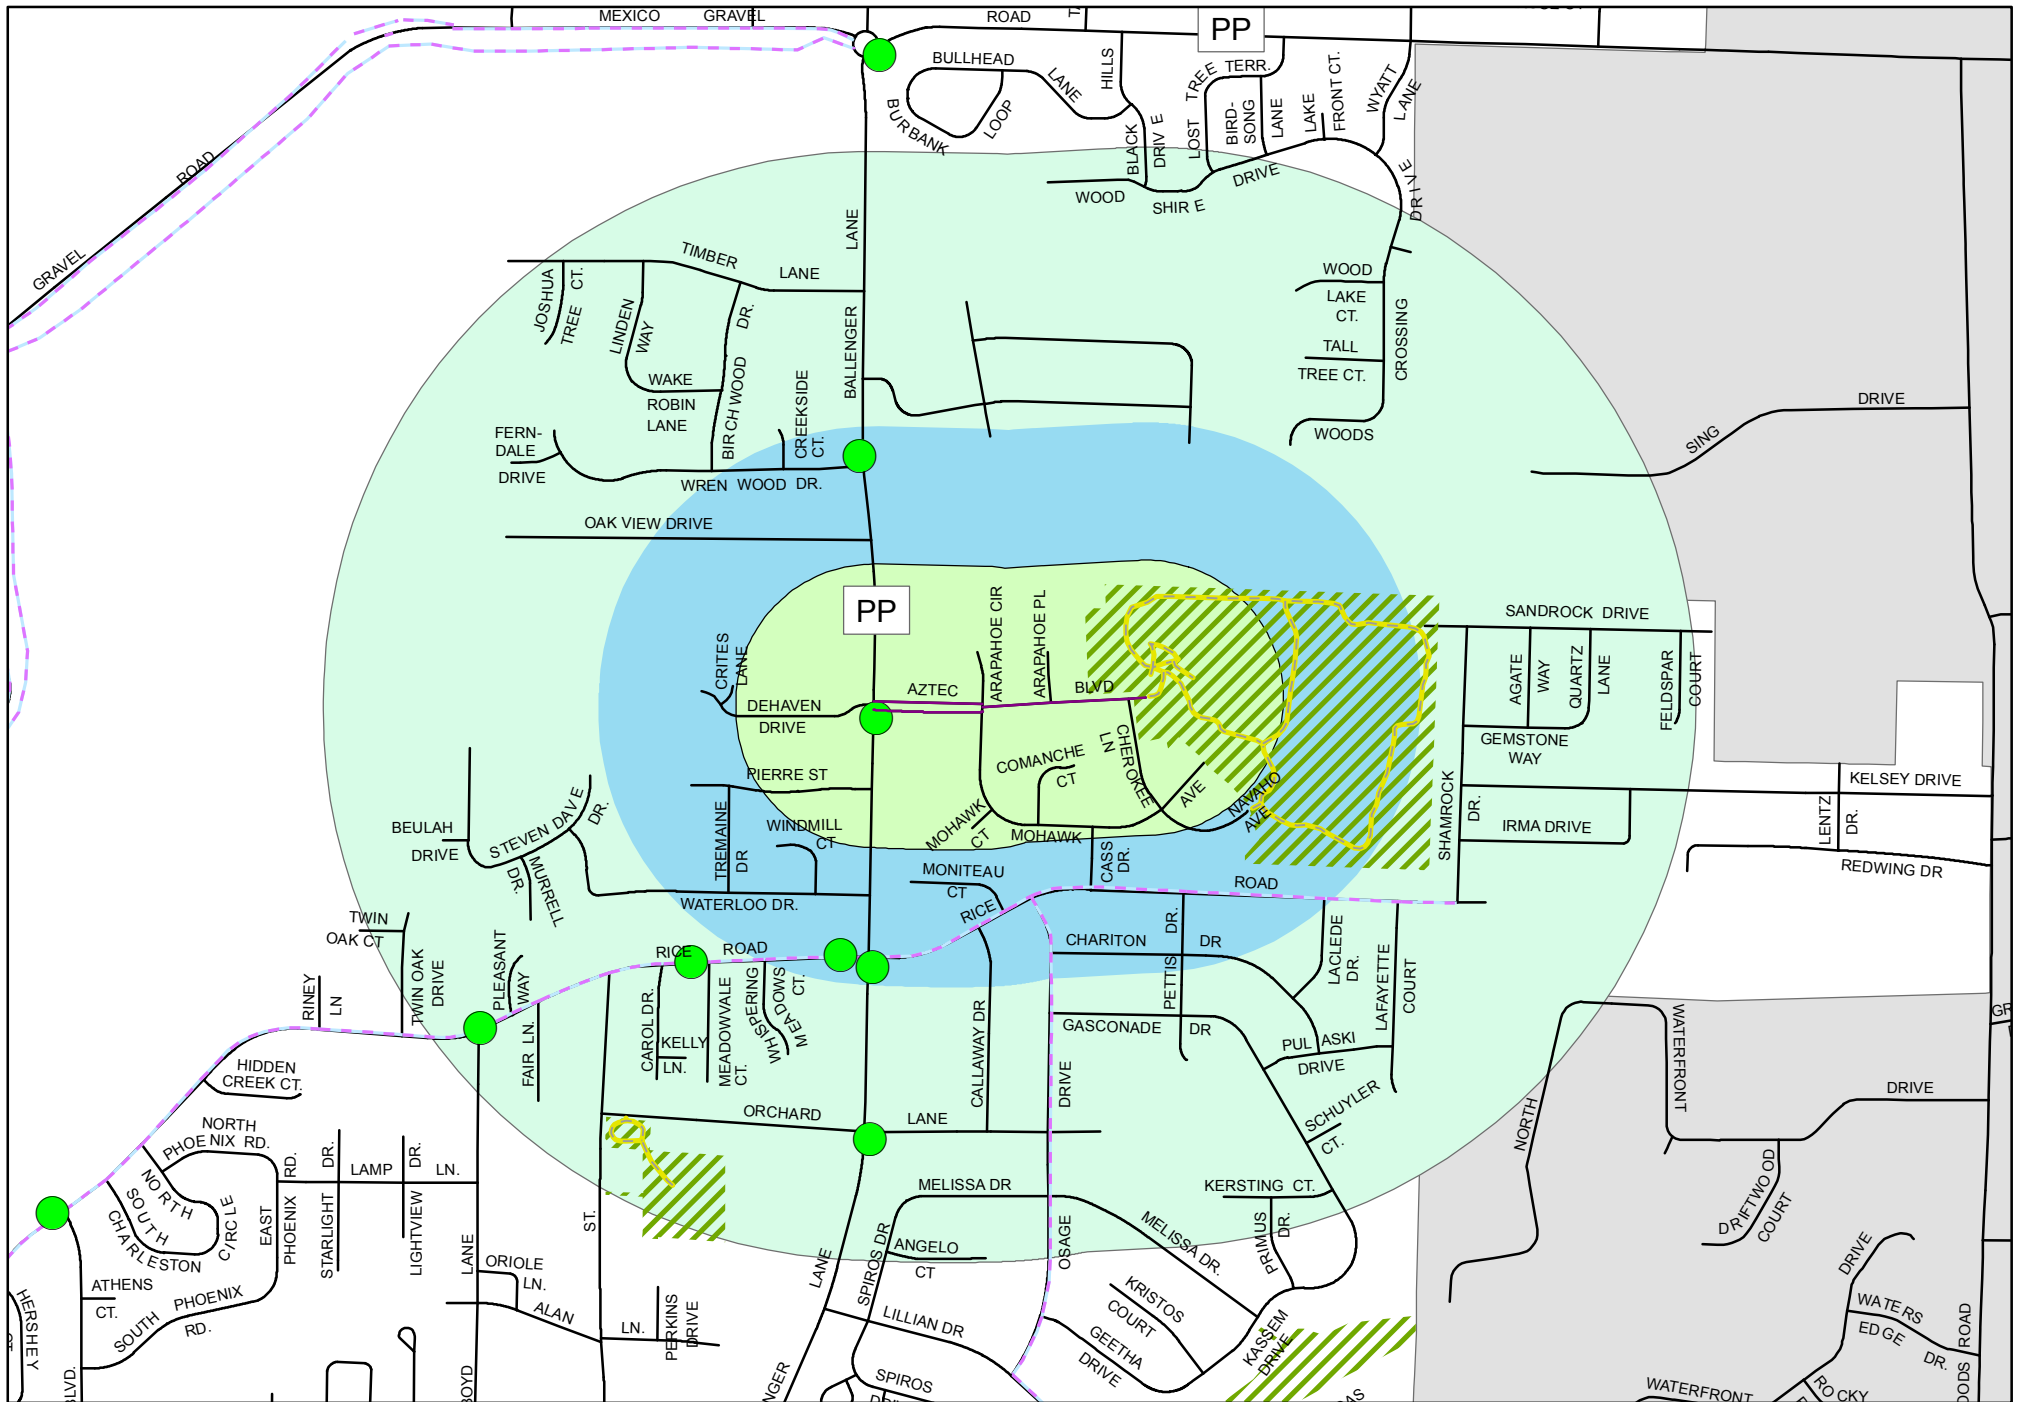 MEXICO GRAVEL
ROAD
PP
BULLHEAD
LANE
HILLS
TREE TERR.
LOST
BIRD-
SONG
LANE
LAKE
FRONT CT.
WYATT
LANE
BURBANK
LOOP
BLACK
DRIVE
WOOD
SHIRE
DRIVE
DRIVE
ROAD
GRAVEL
LANE
TIMBER
LANE
JOSHUA
TREE CT.
LINDEN
WAY
DR.
WAKE
ROBIN
LANE
BIRCHWOOD
CREEKSIDE
CT.
BALLENGER
WOOD
LAKE
CT.
TALL
TREE CT.
CROSSING
WOODS
DRIVE
SING
FERN-
DALE
DRIVE
WREN WOOD DR.
OAK VIEW DRIVE
PP
CRITES
LANE
DEHAVEN
DRIVE
AZTEC
BLVD
ARAPAHOE CIR
ARAPAHOE PL
SANDROCK DRIVE
AGATE
WAY
QUARTZ
LANE
FELDSPAR
COURT
GEMSTONE
WAY
KELSEY DRIVE
PIERRE ST
COMANCHE
CT
CHEROKEE
LN
AVE
NAVAHO
AVE
MOHAWK
CT
MOHAWK
SHAMROCK
DR.
IRMA DRIVE
LENTZ
DR.
REDWING DR
BEULAH
DRIVE
STEVEN DAVE
DR.
MURRELL
DR.
TREMAINE
DR
WINDMILL
CT
MONITEAU
CT
CASS
DR.
WATERLOO DR.
RICE
ROAD
TWIN
OAK CT
TWIN OAK
DRIVE
PLEASANT
WAY
RICE
ROAD
CHARITON
DR
PETTIS
DR.
LACLEDE
DR.
LAFAYETTE
COURT
RINEY
LN
FAIR LN.
CAROL DR.
KELLY
LN.
MEADOWVALE
CT.
WHISPERING
MEADOWS
CT.
CALLAWAY DR
GASCONADE
DR
PULASKI
DRIVE
WATERFRONT
DRIVE
NORTH
HIDDEN
CREEK CT.
ORCHARD
LANE
DRIVE
SCHUYLER
CT.
NORTH
PHOENIX RD.
NORTH
SOUTH
CHARLESTON
CIRCLE
EAST
PHOENIX
RD.
STARLIGHT
DR.
LAMP
LN.
LIGHTVIEW
DR.
ST.
MELISSA DR
KERSTING CT.
PRIMUS
DR.
MELISSA DR.
DRIFTWOOD
COURT
LANE
ORIOLE
LN.
ALAN
LN.
PERKINS
DRIVE
LANE
SPIROS DR
ANGELO
CT
OSAGE
ATHENS
CT.
SOUTH
PHOENIX
RD.
HERSHEY
LILLIAN DR
KRISTOS
COURT
GEETHA
DRIVE
KASSEM
DRIVE
DRIVE
WATERS
EDGE
DR.
ROAD
SPIROS
WATERFRONT
ROCKY